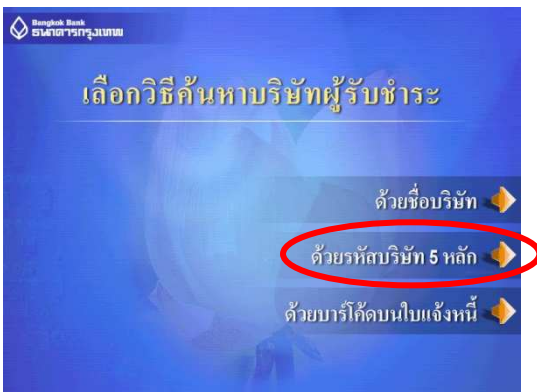 Bangkok Bank
ธนาคารกรุงเทพ
เลือกวิธีค้นหาบริษัทผู้รับชำระ
ด้วยชื่อบริษัท
ด้วยรหัสบริษัท 5 หลัก
ด้วยบาร์โค้ดบนใบแจ้งหนี้